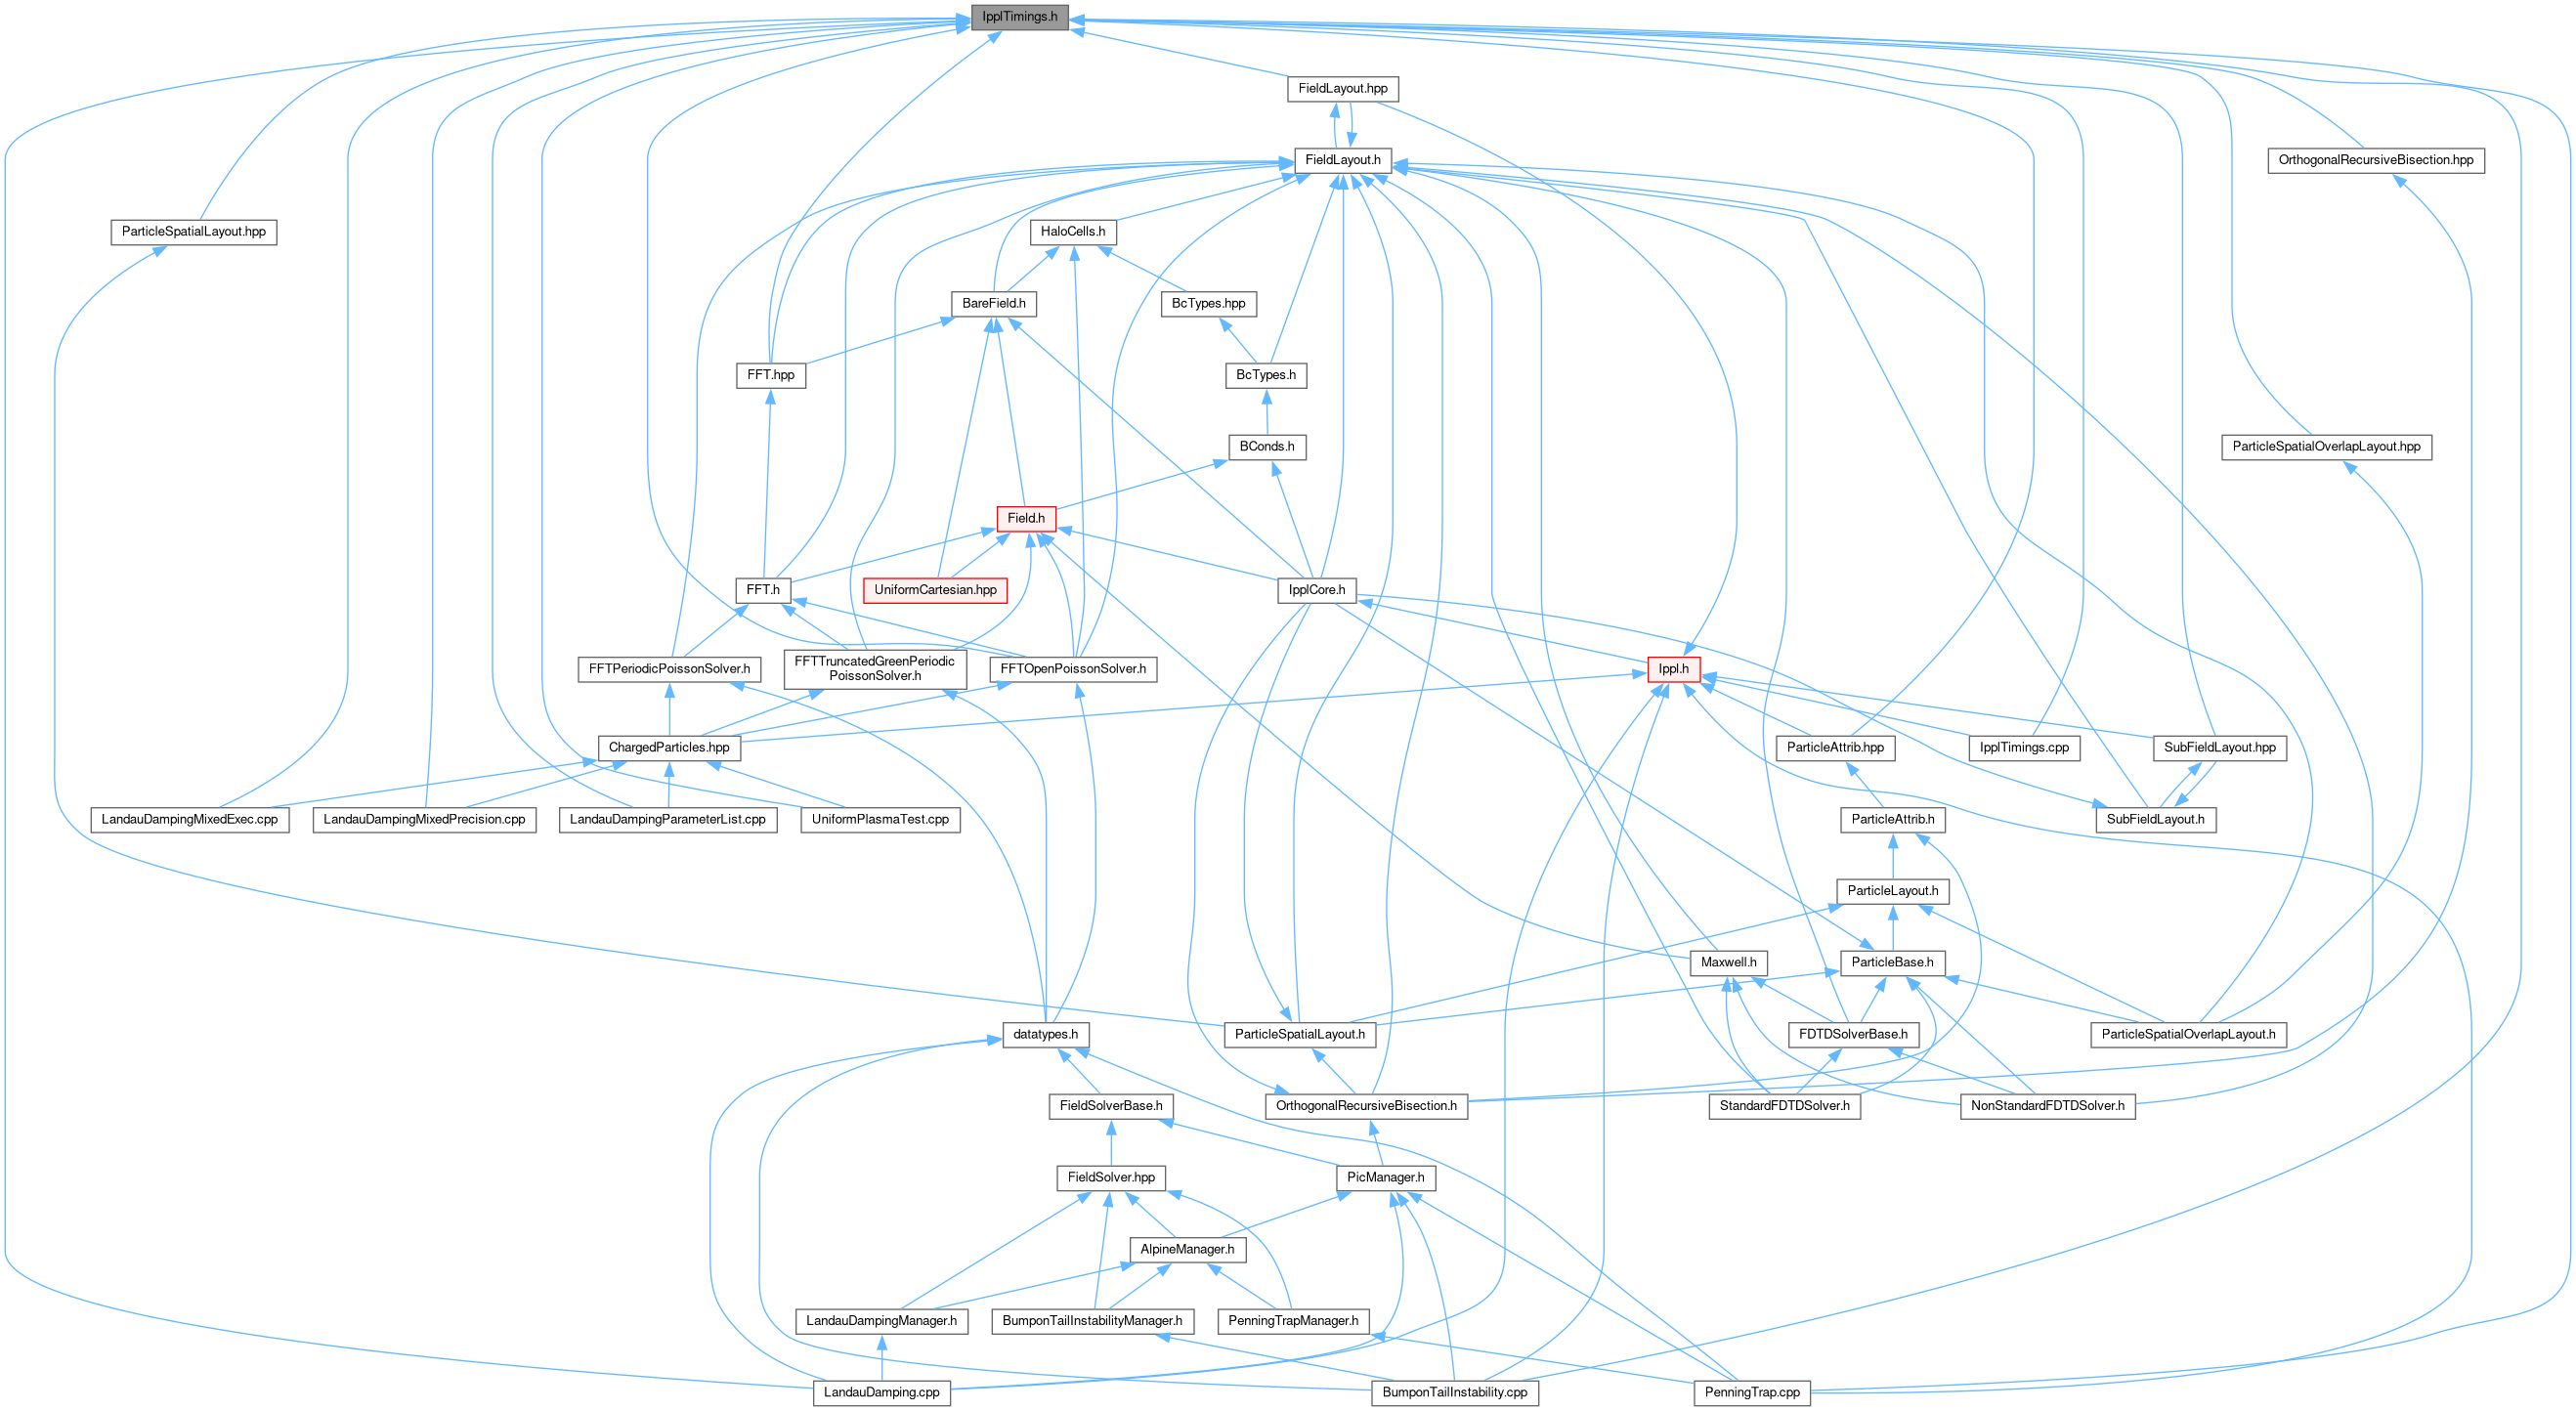 IpplTimings.h
FieldLayout.hpp
FieldLayout.h
OrthogonalRecursiveBisection.hpp
ParticleSpatialLayout.hpp
HaloCells.h
BareField.h
BcTypes.hpp
FFT.hpp
BcTypes.h
BConds.h
ParticleSpatialOverlapLayout.hpp
Field.h
FFT.h
UniformCartesian.hpp
IpplCore.h
FFTPeriodicPoissonSolver.h
FFTTruncatedGreenPeriodic
PoissonSolver.h
FFTOpenPoissonSolver.h
Ippl.h
ChargedParticles.hpp
ParticleAttrib.hpp
IpplTimings.cpp
SubFieldLayout.hpp
LandauDampingMixedExec.cpp
LandauDampingMixedPrecision.cpp
LandauDampingParameterList.cpp
UniformPlasmaTest.cpp
ParticleAttrib.h
SubFieldLayout.h
ParticleLayout.h
Maxwell.h
ParticleBase.h
datatypes.h
ParticleSpatialLayout.h
FDTDSolverBase.h
ParticleSpatialOverlapLayout.h
FieldSolverBase.h
OrthogonalRecursiveBisection.h
StandardFDTDSolver.h
NonStandardFDTDSolver.h
FieldSolver.hpp
PicManager.h
AlpineManager.h
LandauDampingManager.h
BumponTailInstabilityManager.h
PenningTrapManager.h
LandauDamping.cpp
BumponTailInstability.cpp
PenningTrap.cpp